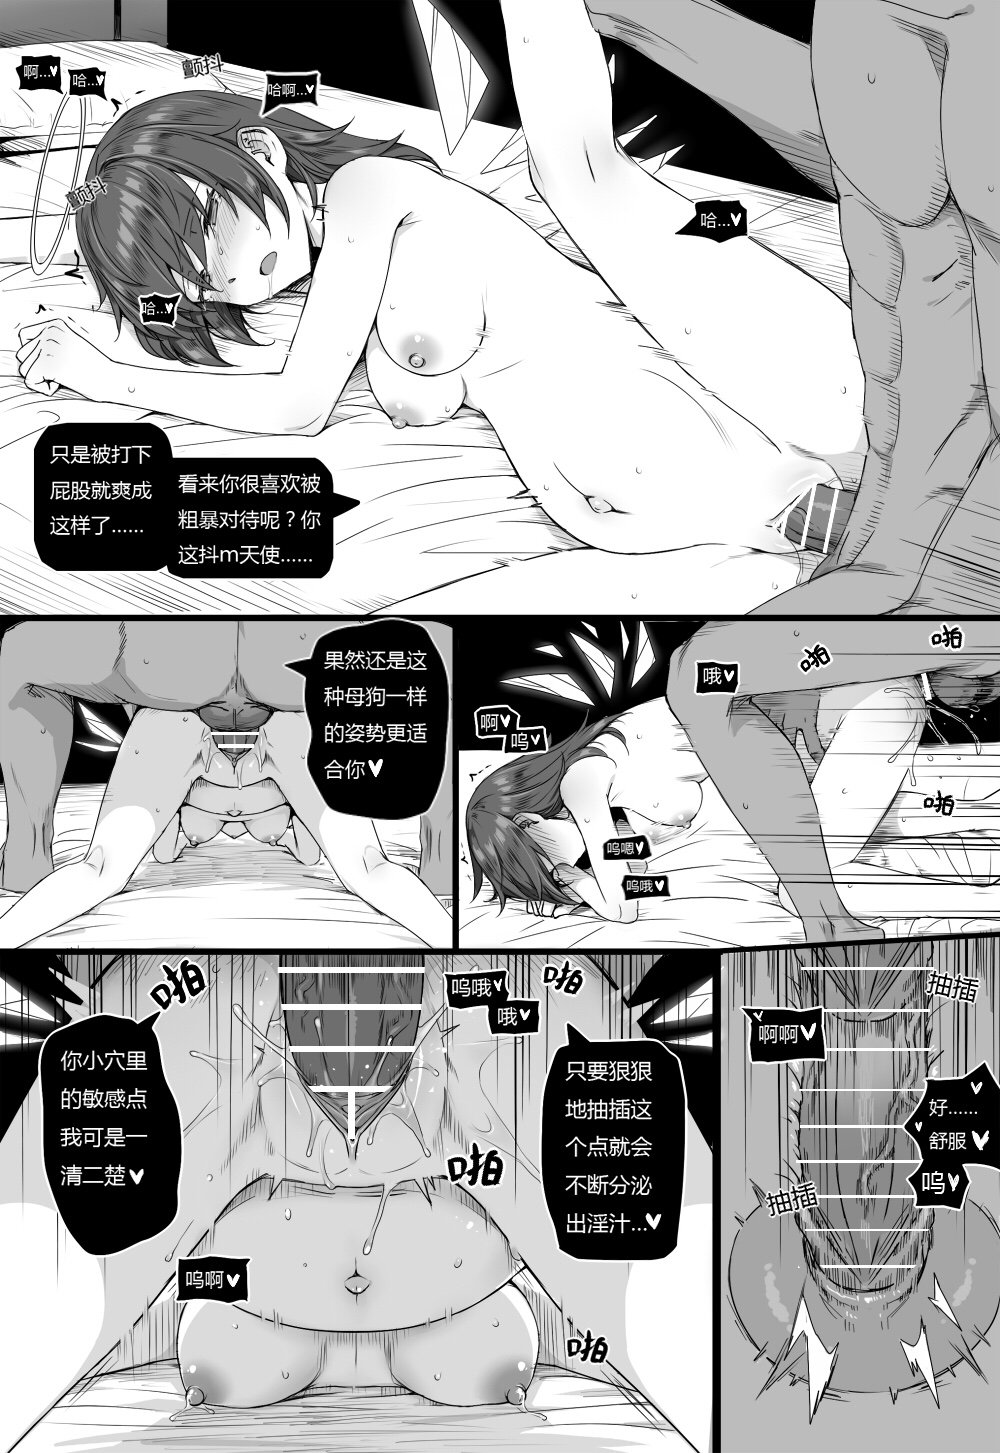 啊…♥
哈…♥
颤抖
哈啊…♥
颤抖
哈…♥
哈…♥
只是被打下
屁股就爽成
这样了……
看来你很喜欢被
粗暴对待呢？你
这抖m天使……
果然还是这
种母狗一样
的姿势更适
合你♥
啊♥
呜♥
哦♥
啪
啪
啪
呜嗯♥
呜哦♥
啪
呜哦♥
哦♥
啪
你小穴里
的敏感点
我可是一
清二楚♥
只要狠狠
地抽插这
个点就会
不断分泌
出淫汁…♥
啪
呜啊♥
啪
抽插
啊啊♥
好……
舒服♥
呜♥
抽插